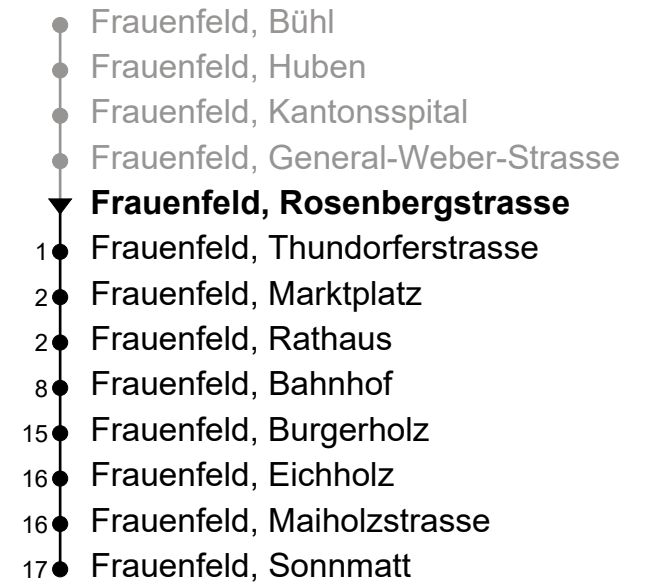 Frauenfeld, Bühl
Frauenfeld, Huben
Frauenfeld, Kantonsspital
Frauenfeld, General-Weber-Strasse
Frauenfeld, Rosenbergstrasse
1 Frauenfeld, Thundorferstrasse
2 Frauenfeld, Marktplatz
2 Frauenfeld, Rathaus
8 Frauenfeld, Bahnhof
15 Frauenfeld, Burgerholz
16 Frauenfeld, Eichholz
16 Frauenfeld, Maiholzstrasse
17 Frauenfeld, Sonnmatt